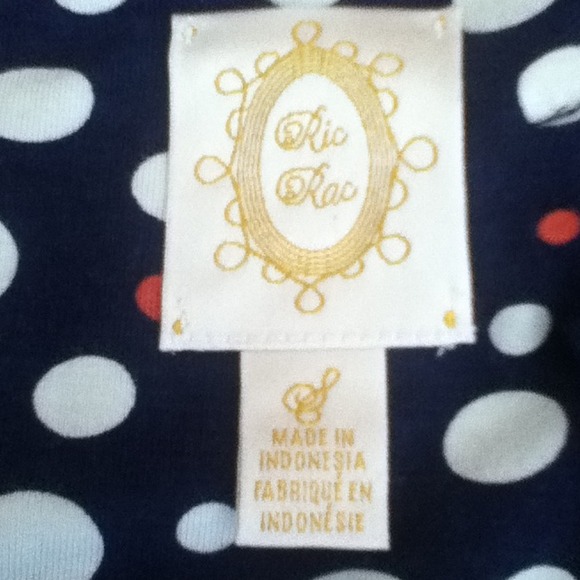 Ric
Rac
S
MADE IN
INDONESIA
FABRIQUÉ EN
INDONÉSIE